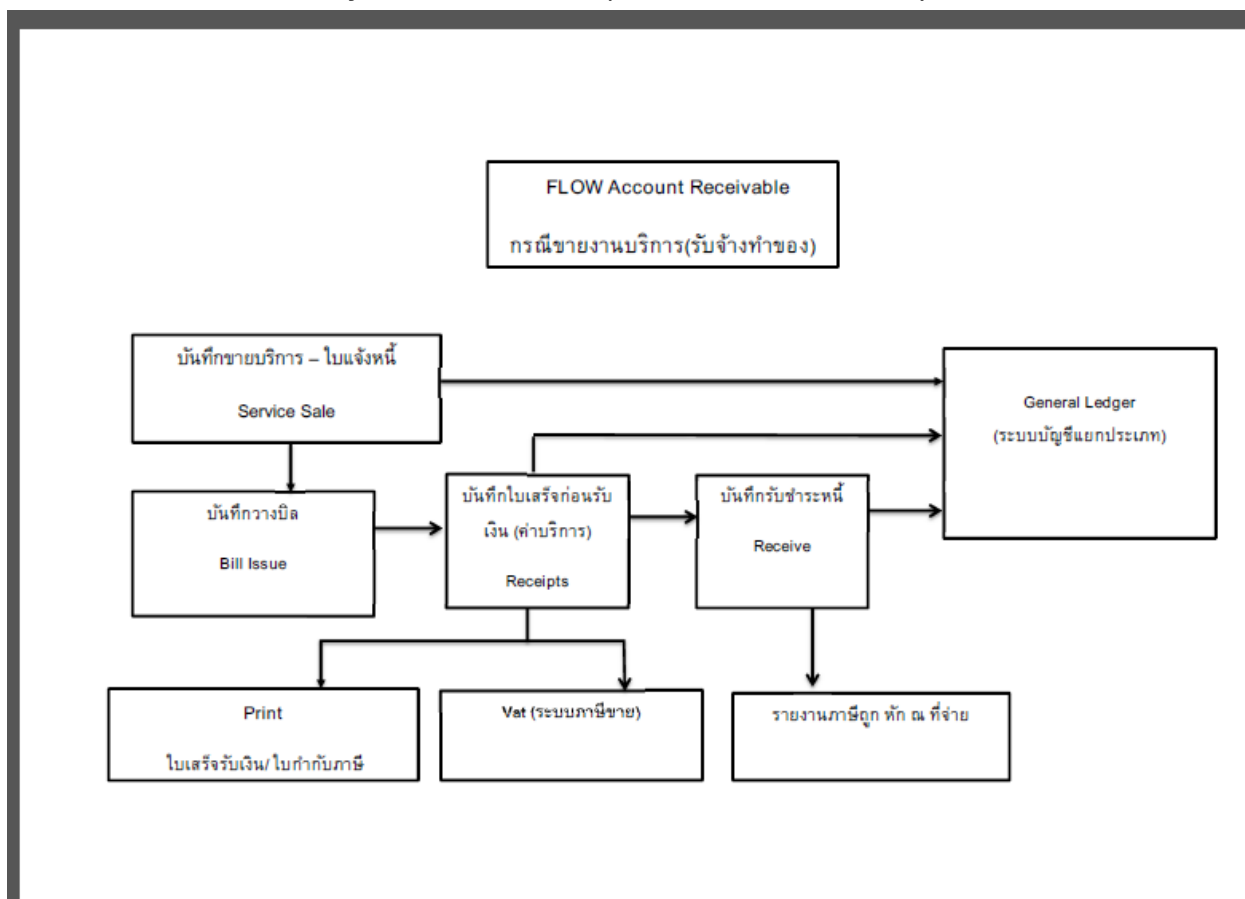 FLOW Account Receivable
กรณีขายงานบริการ(รับจ้างทำของ)
บันทึกขายบริการ – ใบแจ้งหนี้
Service Sale
General Ledger
(ระบบบัญชีแยกประเภท)
บันทึกวางบิล
Bill Issue
บันทึกใบเสร็จก่อนรับ
เงิน (ค่าบริการ)
Receipts
บันทึกรับชำระหนี้
Receive
Print
ใบเสร็จรับเงิน/ ใบกำกับภาษี
Vat (ระบบภาษีขาย)
รายงานภาษีถูก หัก ณ ที่จ่าย